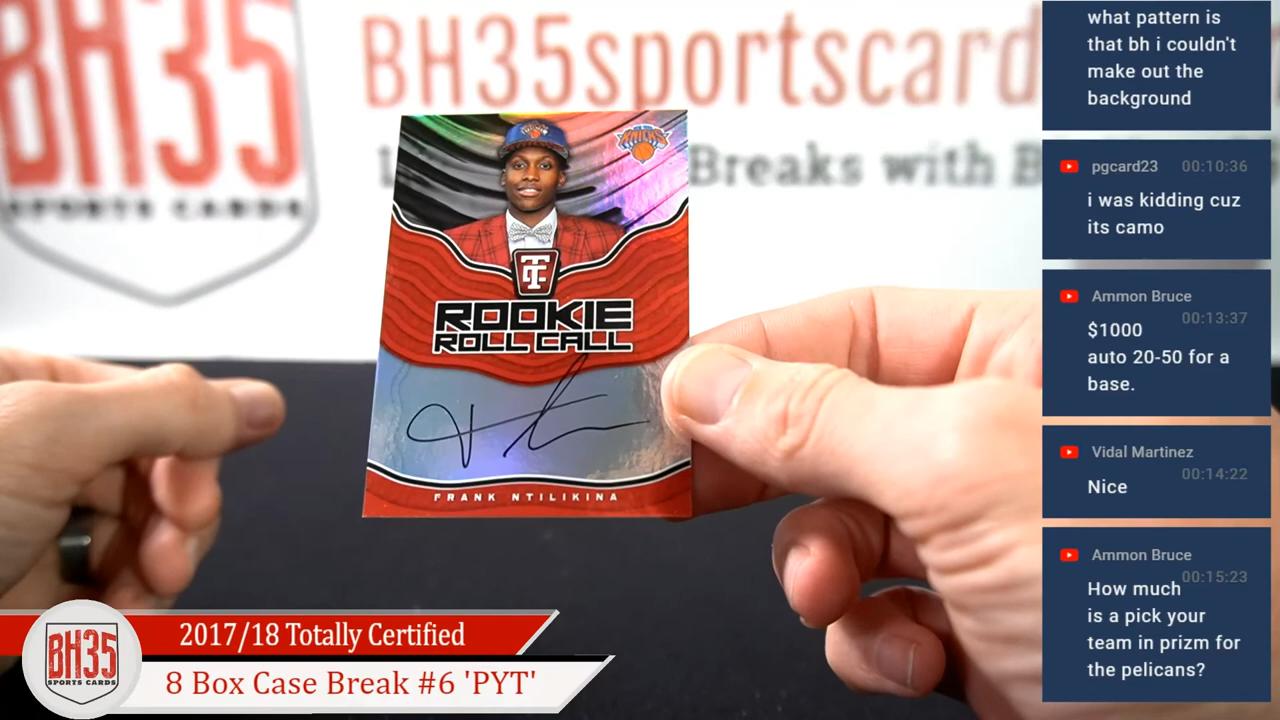 BH35
SPORTS CARDS
BH35sportscard
Breaks with B
KNICKS
TC
ROOKIE
ROLL CALL
FRANK NTILIKINA
BH35
SPORTS CARDS
2017/18 Totally Certified
8 Box Case Break #6 'PYT'
what pattern is
that bh i couldn't
make out the
background
pgcard23 00:10:36
i was kidding cuz
its camo
Ammon Bruce
00:13:37
$1000
auto 20-50 for a
base.
Vidal Martinez
00:14:22
Nice
Ammon Bruce
00:15:23
How much
is a pick your
team in prizm for
the pelicans?